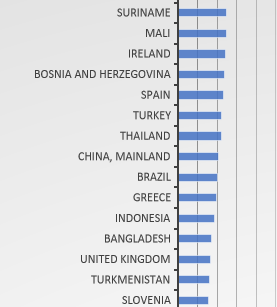 SURINAME
MALI
IRELAND
BOSNIA AND HERZEGOVINA
SPAIN
TURKEY
THAILAND
CHINA, MAINLAND
BRAZIL
GREECE
INDONESIA
BANGLADESH
UNITED KINGDOM
TURKMENISTAN
SLOVENIA